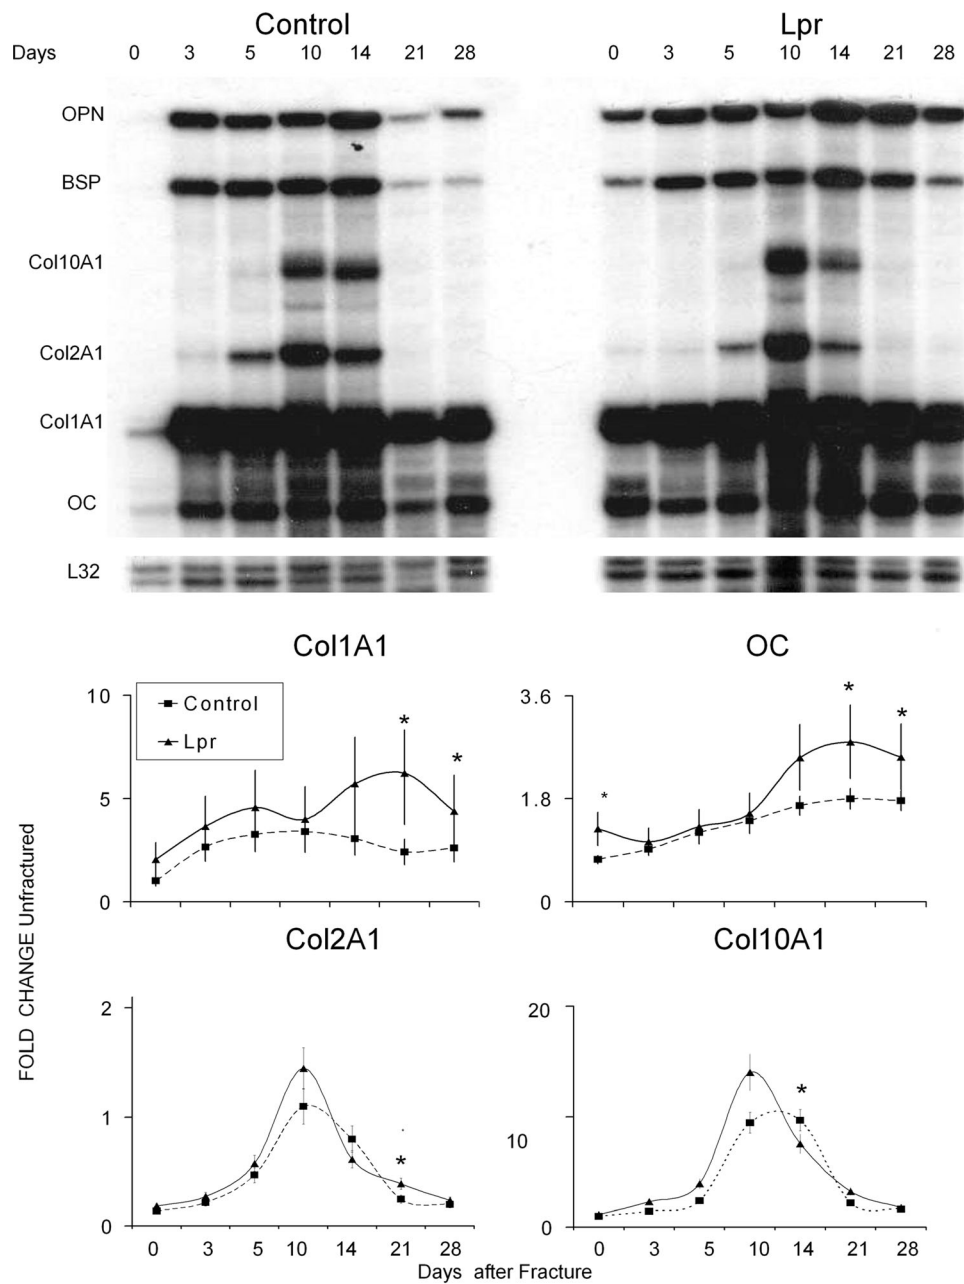 Control Lpr
Days 0 3 5 10 14 21 28 0 3 5 10 14 21 28
OPN
BSP
Col10A1
Col2A1
Col1A1
OC
L32
Col1A1 OC
10 3.6
Control * *
Lpr * *
5 1.8
*
0 0
Col2A1 Col10A1
FOLD CHANGE Unfractured
2 20
1 10
* *
0 0
0 3 5 10 14 21 28 0 3 5 10 14 21 28
Days after Fracture